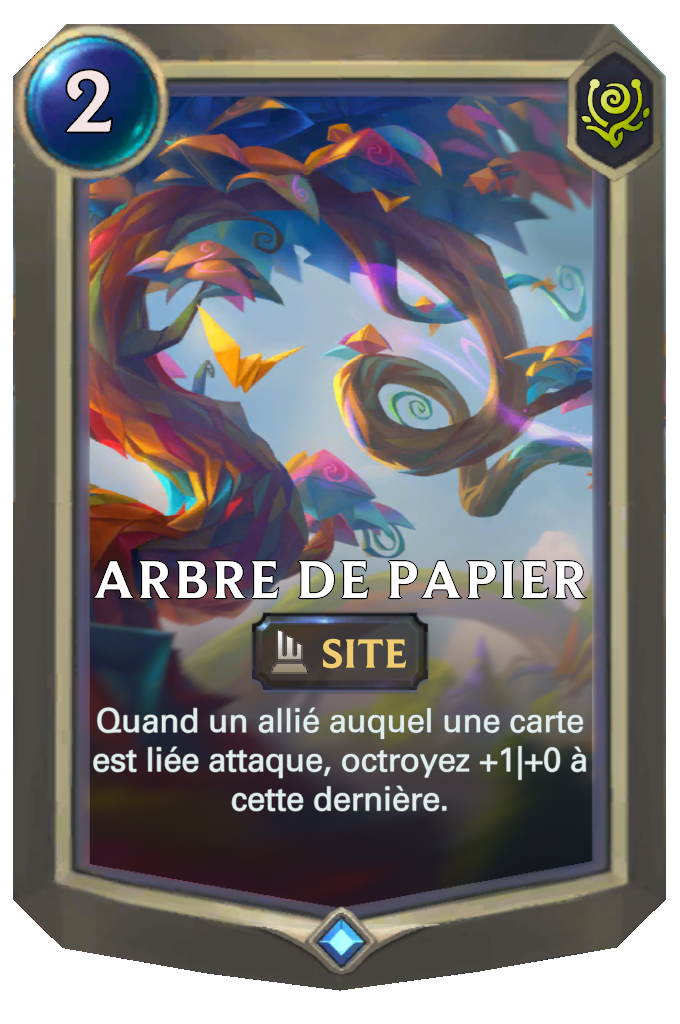 2
ARBRE DE PAPIER
SITE
Quand un allié auquel une carte
est liée attaque, octroyez +1|+0 à
cette dernière.